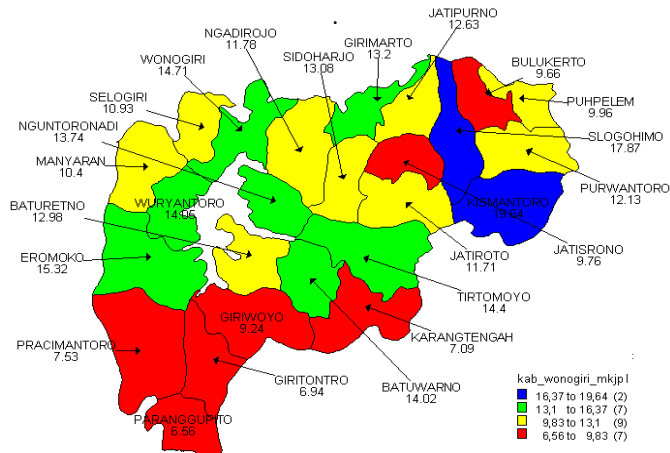 JATIPURNO
12.63
NGADIROJO
11.78
GIRIMARTO
13.2
WONOGIRI
14.71
SIDOHARJO
13.08
BULUKERTO
9.66
SELOGIRI
10.93
PUHPELEM
9.96
NGUNTORONADI
13.74
SLOGOHIMO
17.87
MANYARAN
10.4
PURWANTORO
12.13
BATURETNO
12.98
WURYANTORO
14.05
KISMANTORO
19.64
JATISRONO
9.76
EROMOKO
15.32
JATIROTO
11.71
TIRTOMOYO
14.4
GIRIWOYO
9.24
KARANGTENGAH
7.09
PRACIMANTORO
7.53
GIRITONTRO
6.94
BATUWARNO
14.02
PARANGGUPITO
6.56
kab_wonogiri_mkjpl
16,37 to 19,64 (2)
13,1 to 16,37 (7)
9,83 to 13,1 (9)
6,56 to 9,83 (7)